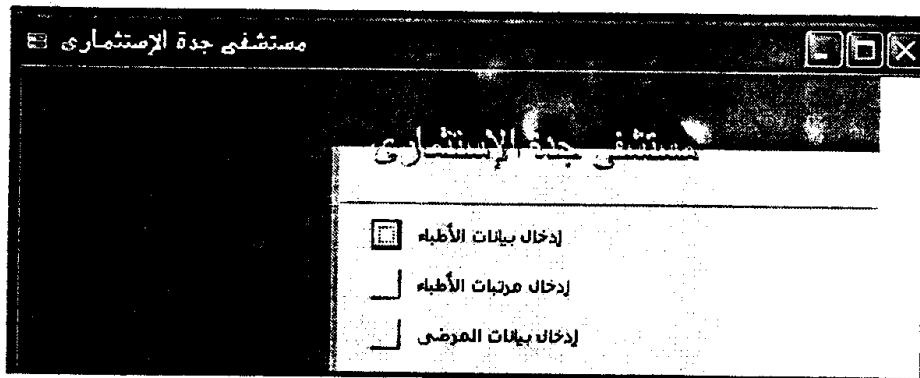 مستشفى جدة الإستثمارى
مستشفى جدة الإستثمارى
إدخال بيانات الأطباء
إدخال مرتبات الأطباء
إدخال بيانات المرضى